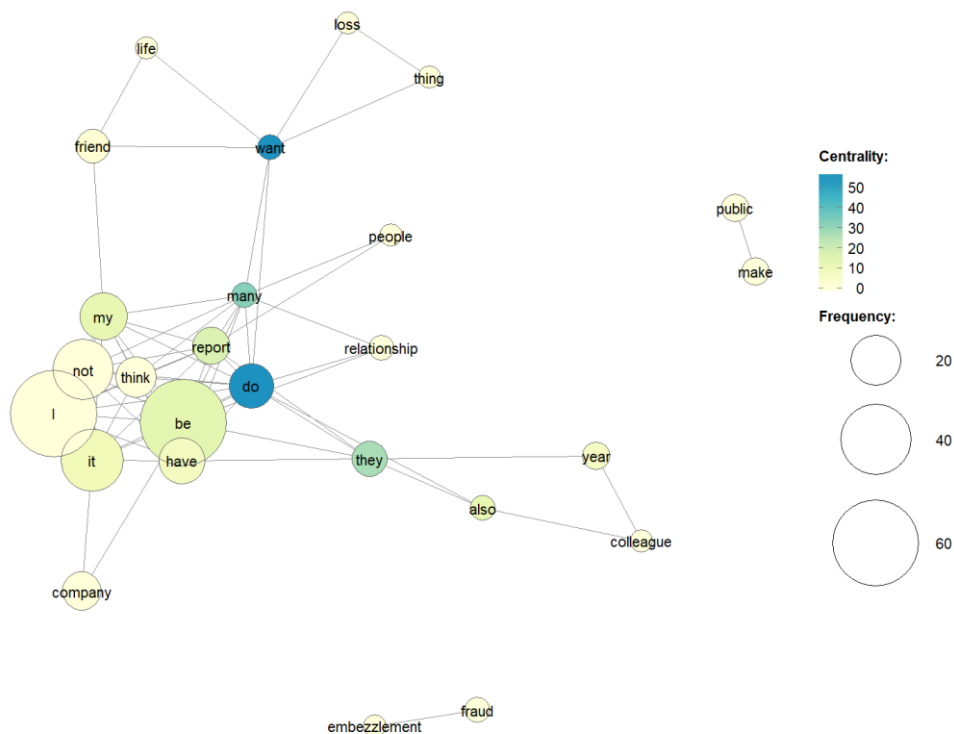 loss
life
thing
friend
want
Centrality:
50
40
30
20
10
0
public
make
people
many
my
report
relationship
not
think
do
I
be
it
have
they
year
also
colleague
company
Frequency:
20
40
60
fraud
embezzlement